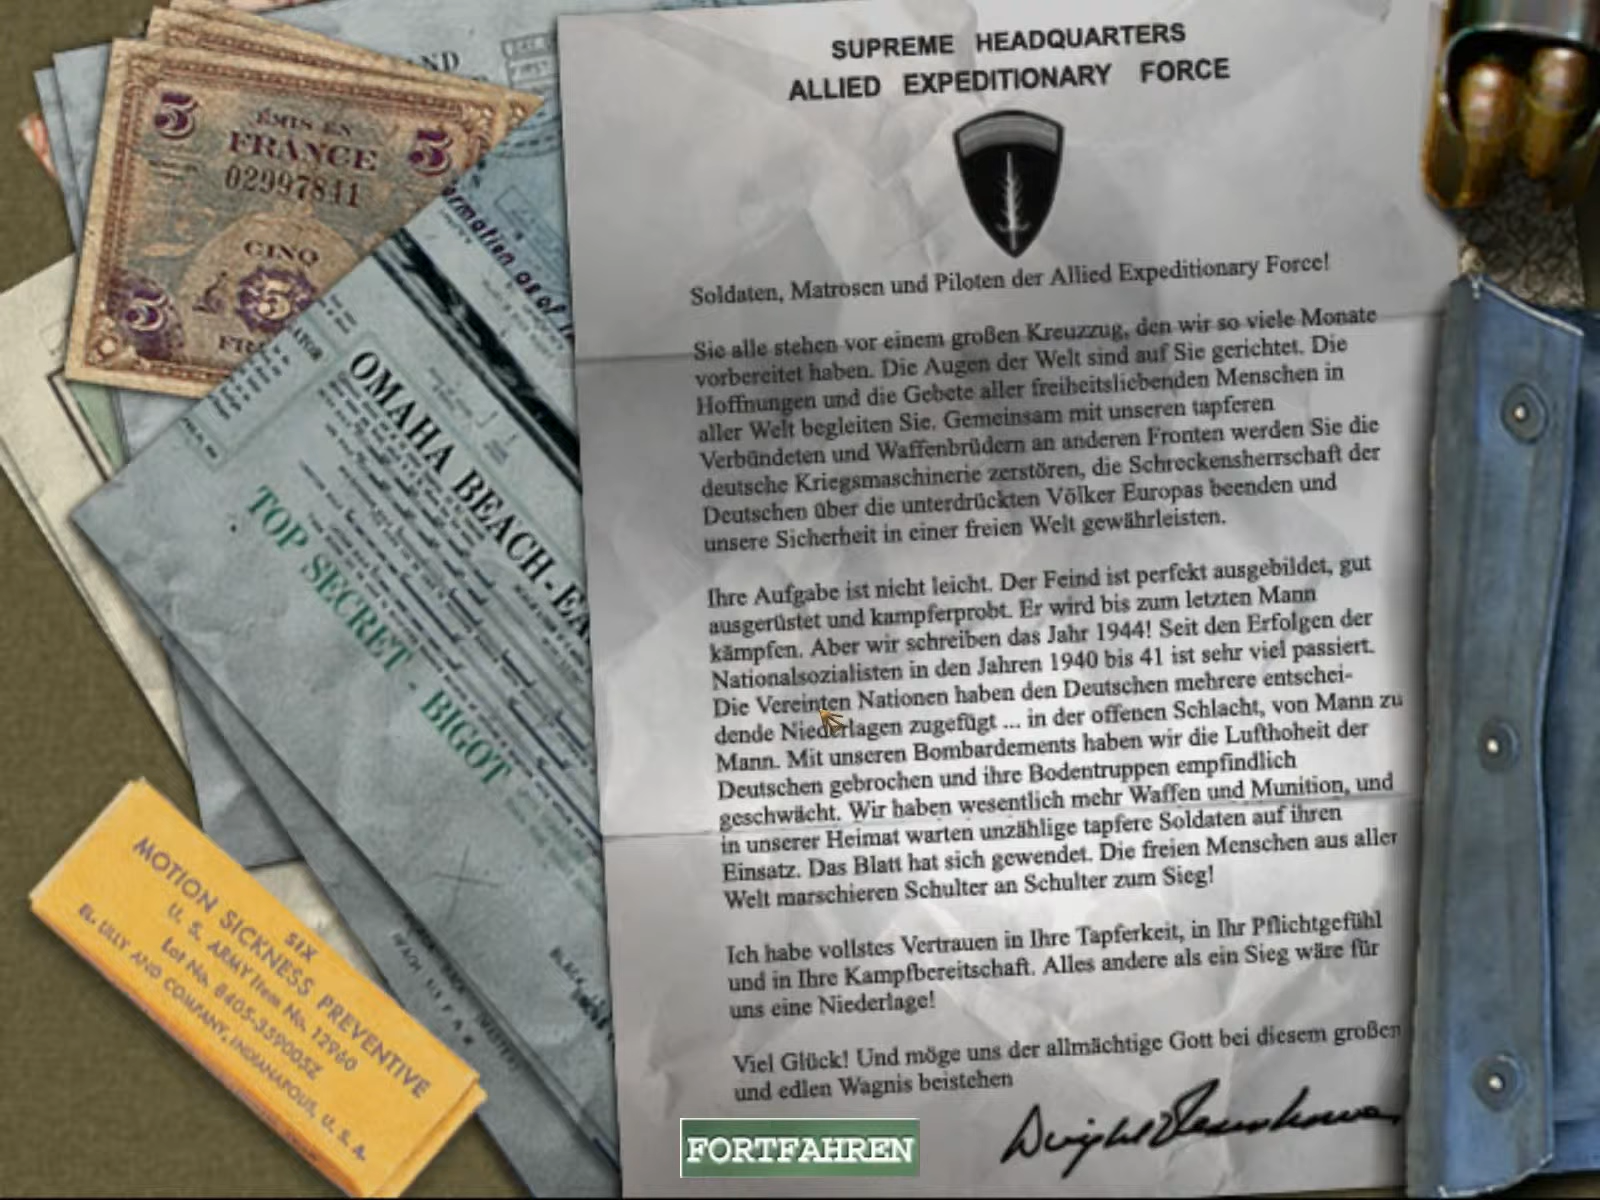 5
ÉMIS EN
FRANCE
5
02997841
CINQ
5
5
OMAHA BEACH-EA
TOP SECRET - BIGOT
SIX
MOTION SICKNESS PREVENTIVE
U. S. ARMY Item No. 12960
Lot No. 8405-359005Z
EL LILLY AND COMPANY, INDIANAPOLIS, U. S. A.
SUPREME HEADQUARTERS
ALLIED EXPEDITIONARY FORCE
Soldaten, Matrosen und Piloten der Allied Expeditionary Force!
Sie alle stehen vor einem großen Kreuzzug, den wir so viele Monate
vorbereitet haben. Die Augen der Welt sind auf Sie gerichtet. Die
Hoffnungen und die Gebete aller freiheitsliebenden Menschen in
aller Welt begleiten Sie. Gemeinsam mit unseren tapferen
Verbündeten und Waffenbrüdern an anderen Fronten werden Sie die
deutsche Kriegsmaschinerie zerstören, die Schreckensherrschaft der
Deutschen über die unterdrückten Völker Europas beenden und
unsere Sicherheit in einer freien Welt gewährleisten.
Ihre Aufgabe ist nicht leicht. Der Feind ist perfekt ausgebildet, gut
ausgerüstet und kampferprobt. Er wird bis zum letzten Mann
kämpfen. Aber wir schreiben das Jahr 1944! Seit den Erfolgen der
Nationalsozialisten in den Jahren 1940 bis 41 ist sehr viel passiert.
Die Vereinten Nationen haben den Deutschen mehrere entschei-
dende Niederlagen zugefügt ... in der offenen Schlacht, von Mann zu
Mann. Mit unseren Bombardements haben wir die Lufthoheit der
Deutschen gebrochen und ihre Bodentruppen empfindlich
geschwächt. Wir haben wesentlich mehr Waffen und Munition, und
in unserer Heimat warten unzählige tapfere Soldaten auf ihren
Einsatz. Das Blatt hat sich gewendet. Die freien Menschen aus aller
Welt marschieren Schulter an Schulter zum Sieg!
Ich habe vollstes Vertrauen in Ihre Tapferkeit, in Ihr Pflichtgefühl
und in Ihre Kampfbereitschaft. Alles andere als ein Sieg wäre für
uns eine Niederlage!
Viel Glück! Und möge uns der allmächtige Gott bei diesem großen
und edlen Wagnis beistehen
Dwight Eisenhower
FORTFAHREN